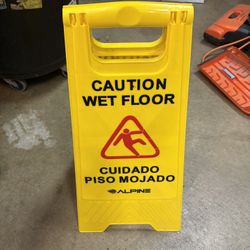 CAUTION
WET FLOOR
CUIDADO
PISO MOJADO
ALPINE